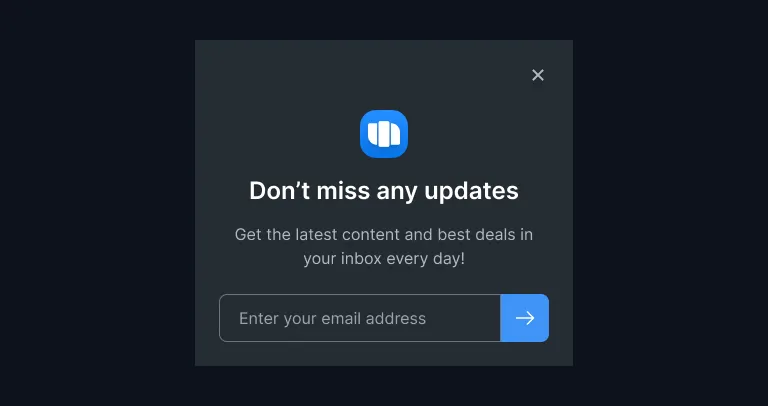 Don’t miss any updates
Get the latest content and best deals in
your inbox every day!
Enter your email address